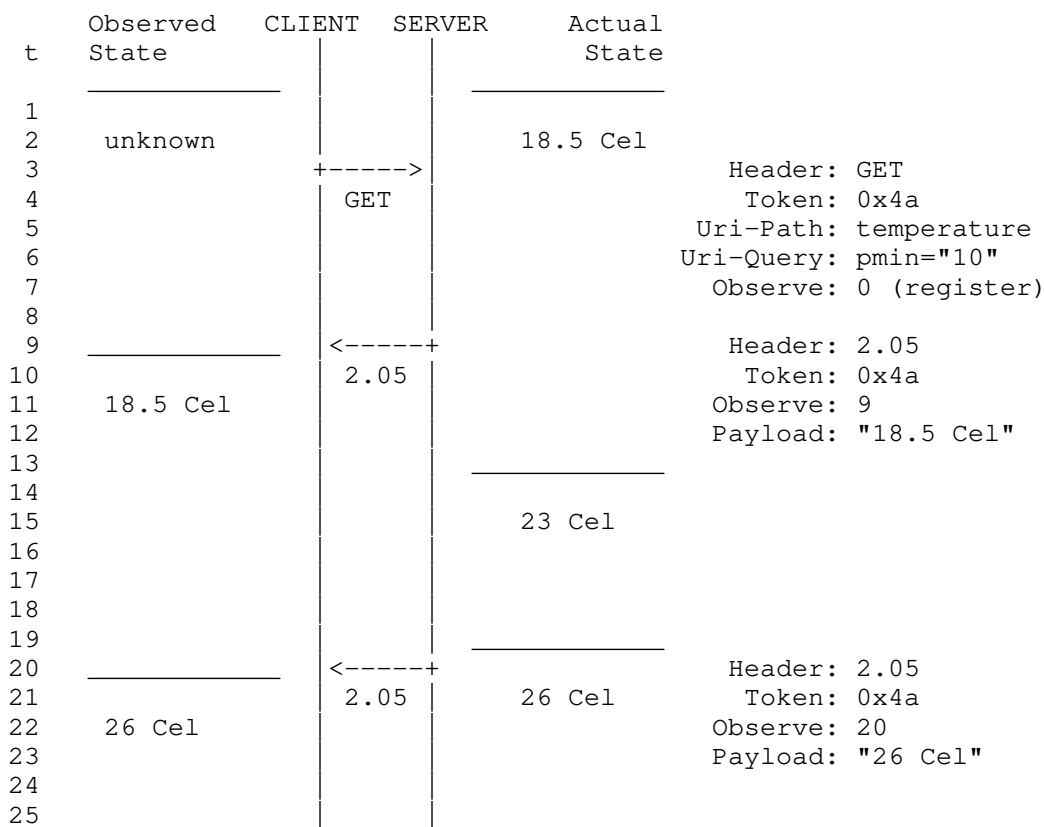 Observed CLIENT SERVER Actual
t State State
1
2 unknown 18.5 Cel
3 +-----> Header: GET
4 GET Token: 0x4a
5 Uri-Path: temperature
6 Uri-Query: pmin="10"
7 Observe: 0 (register)
8
9 <-----+ Header: 2.05
10 2.05 Token: 0x4a
11 18.5 Cel Observe: 9
12 Payload: "18.5 Cel"
13
14
15 23 Cel
16
17
18
19
20 <-----+ Header: 2.05
21 2.05 26 Cel Token: 0x4a
22 26 Cel Observe: 20
23 Payload: "26 Cel"
24
25